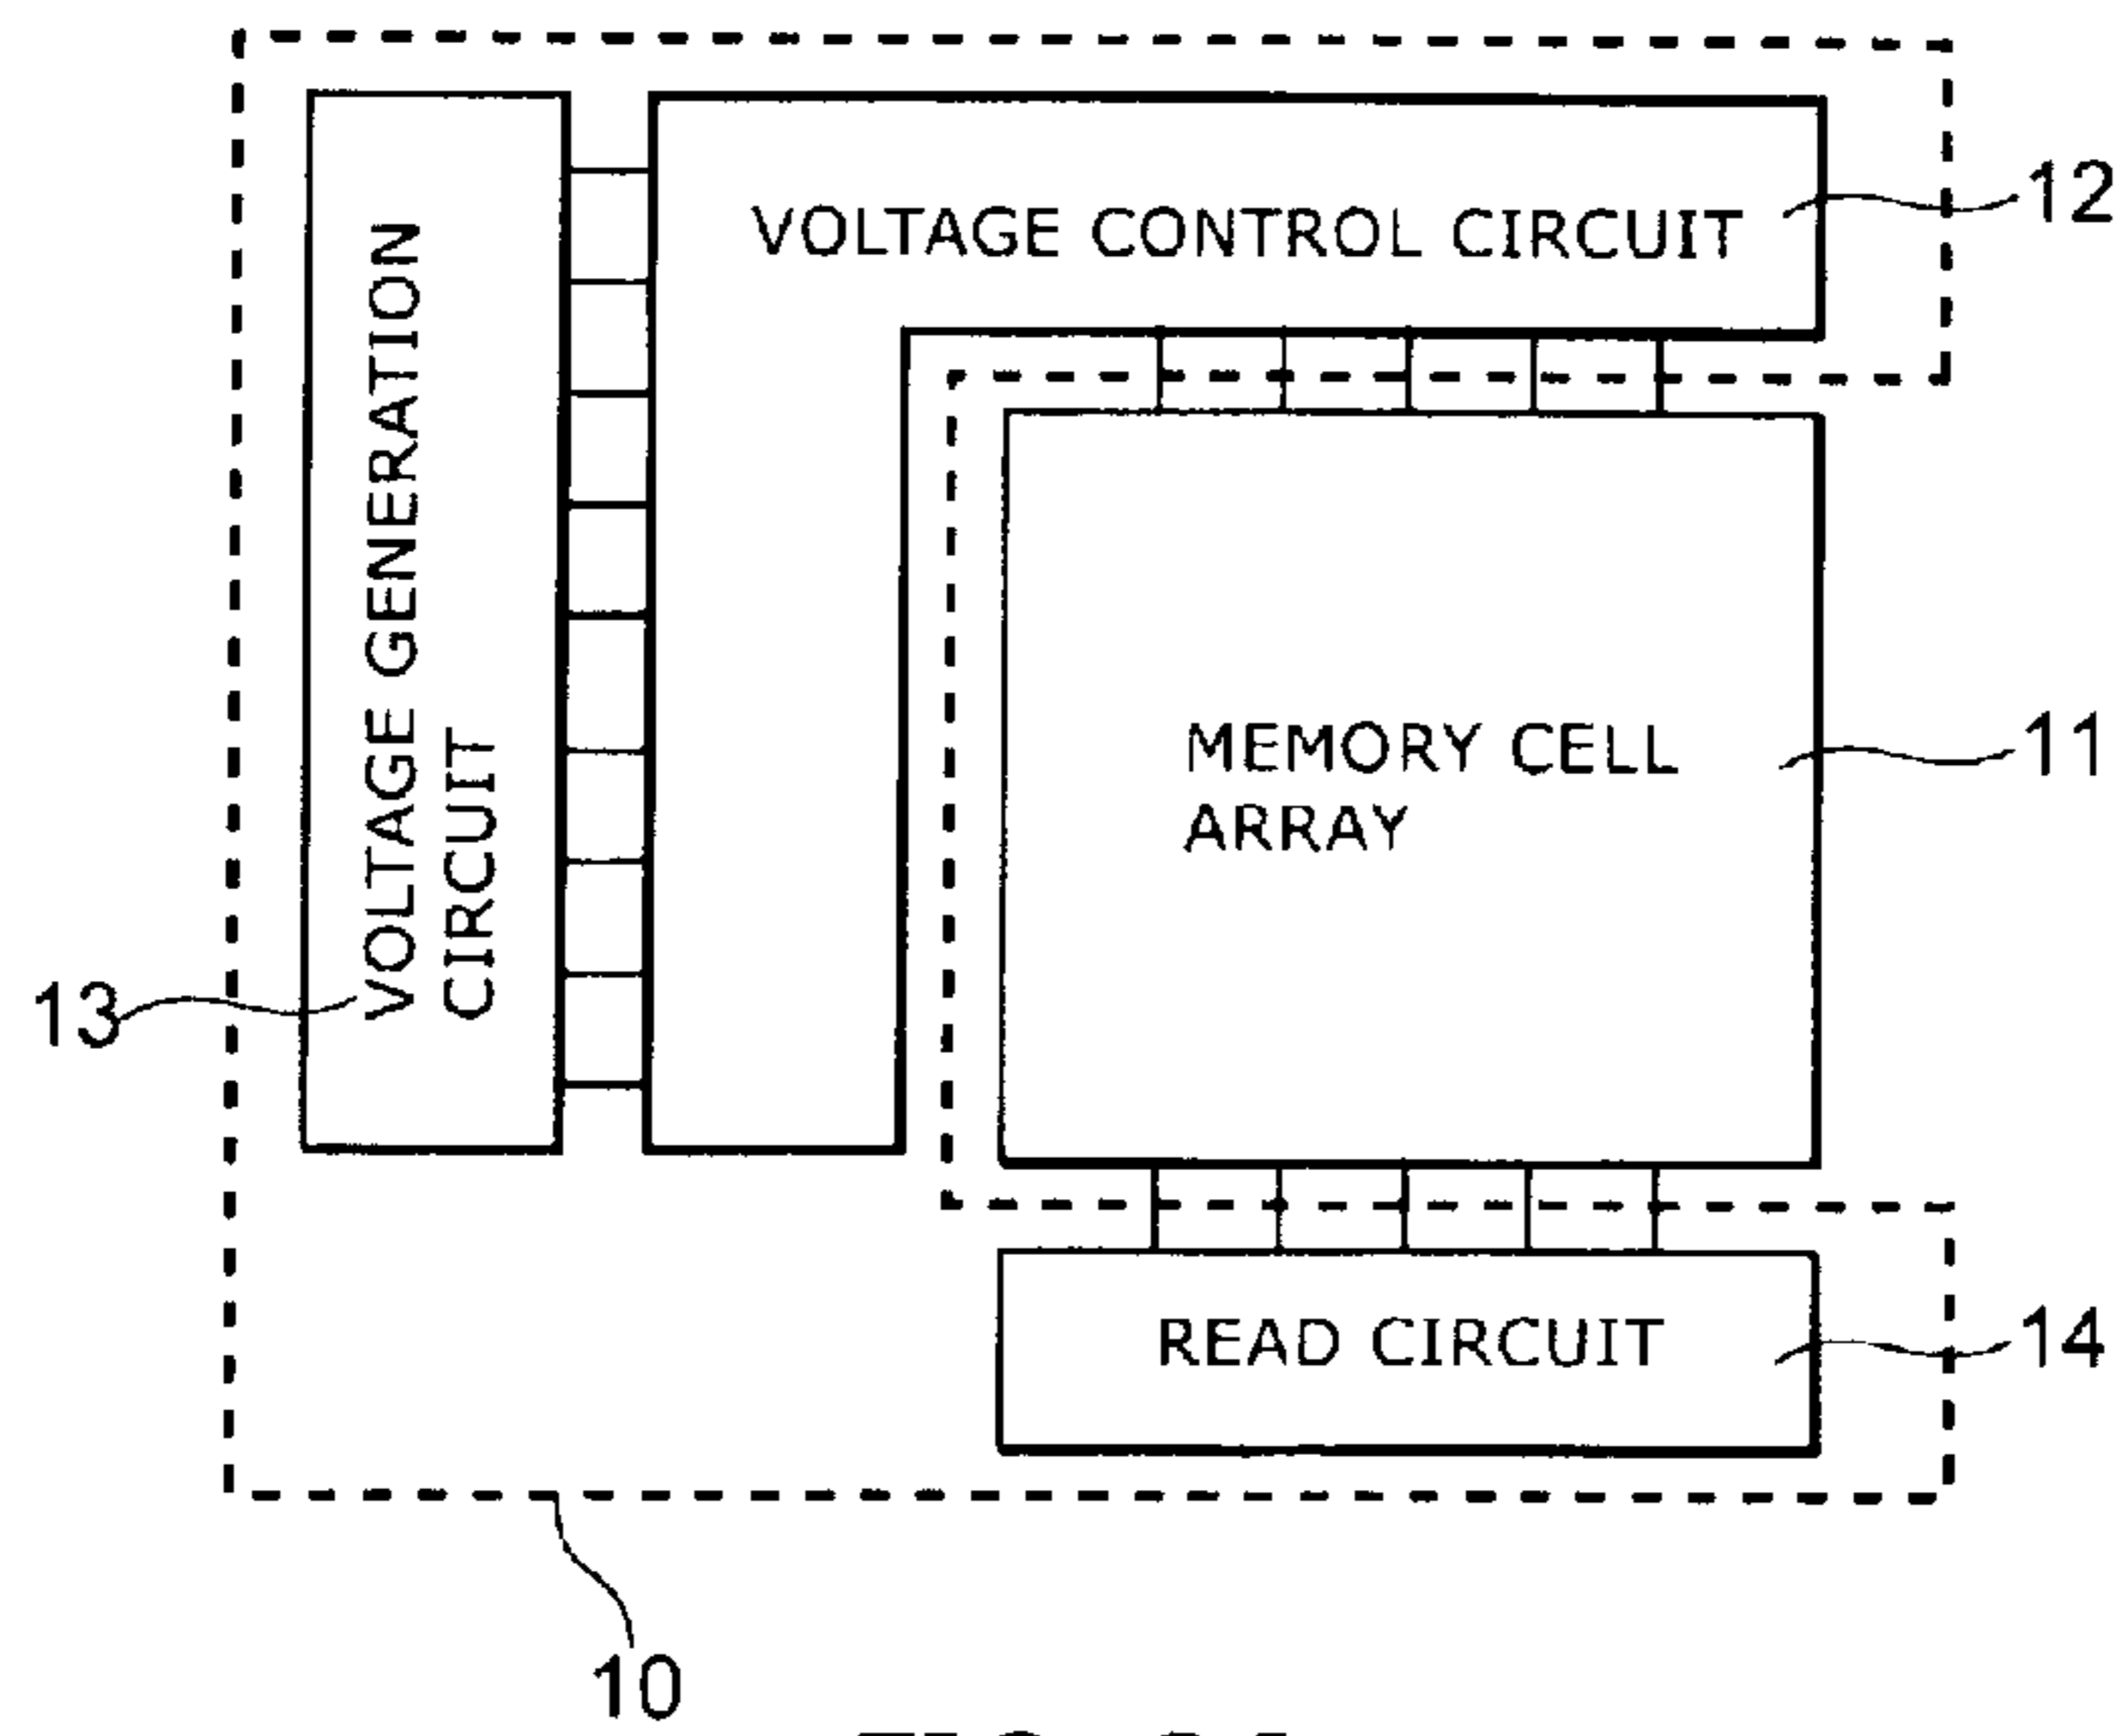 VOLTAGE CONTROL CIRCUIT
12
VOLTAGE GENERATION
CIRCUIT
MEMORY CELL
ARRAY
11
13
READ CIRCUIT
14
10